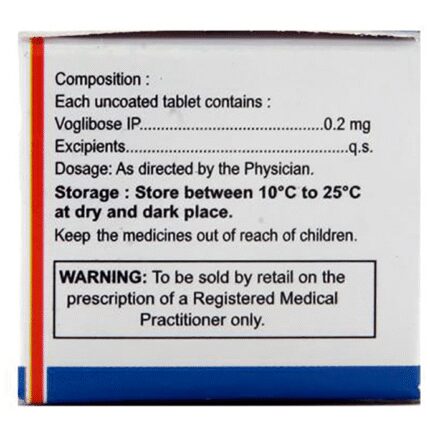 Composition :
Each uncoated tablet contains :
Voglibose IP..............................0.2 mg
Excipients.....................................q.s.
Dosage: As directed by the Physician.
Storage : Store between 10°C to 25°C
at dry and dark place.
Keep the medicines out of reach of children.
WARNING: To be sold by retail on the
prescription of a Registered Medical
Practitioner only.